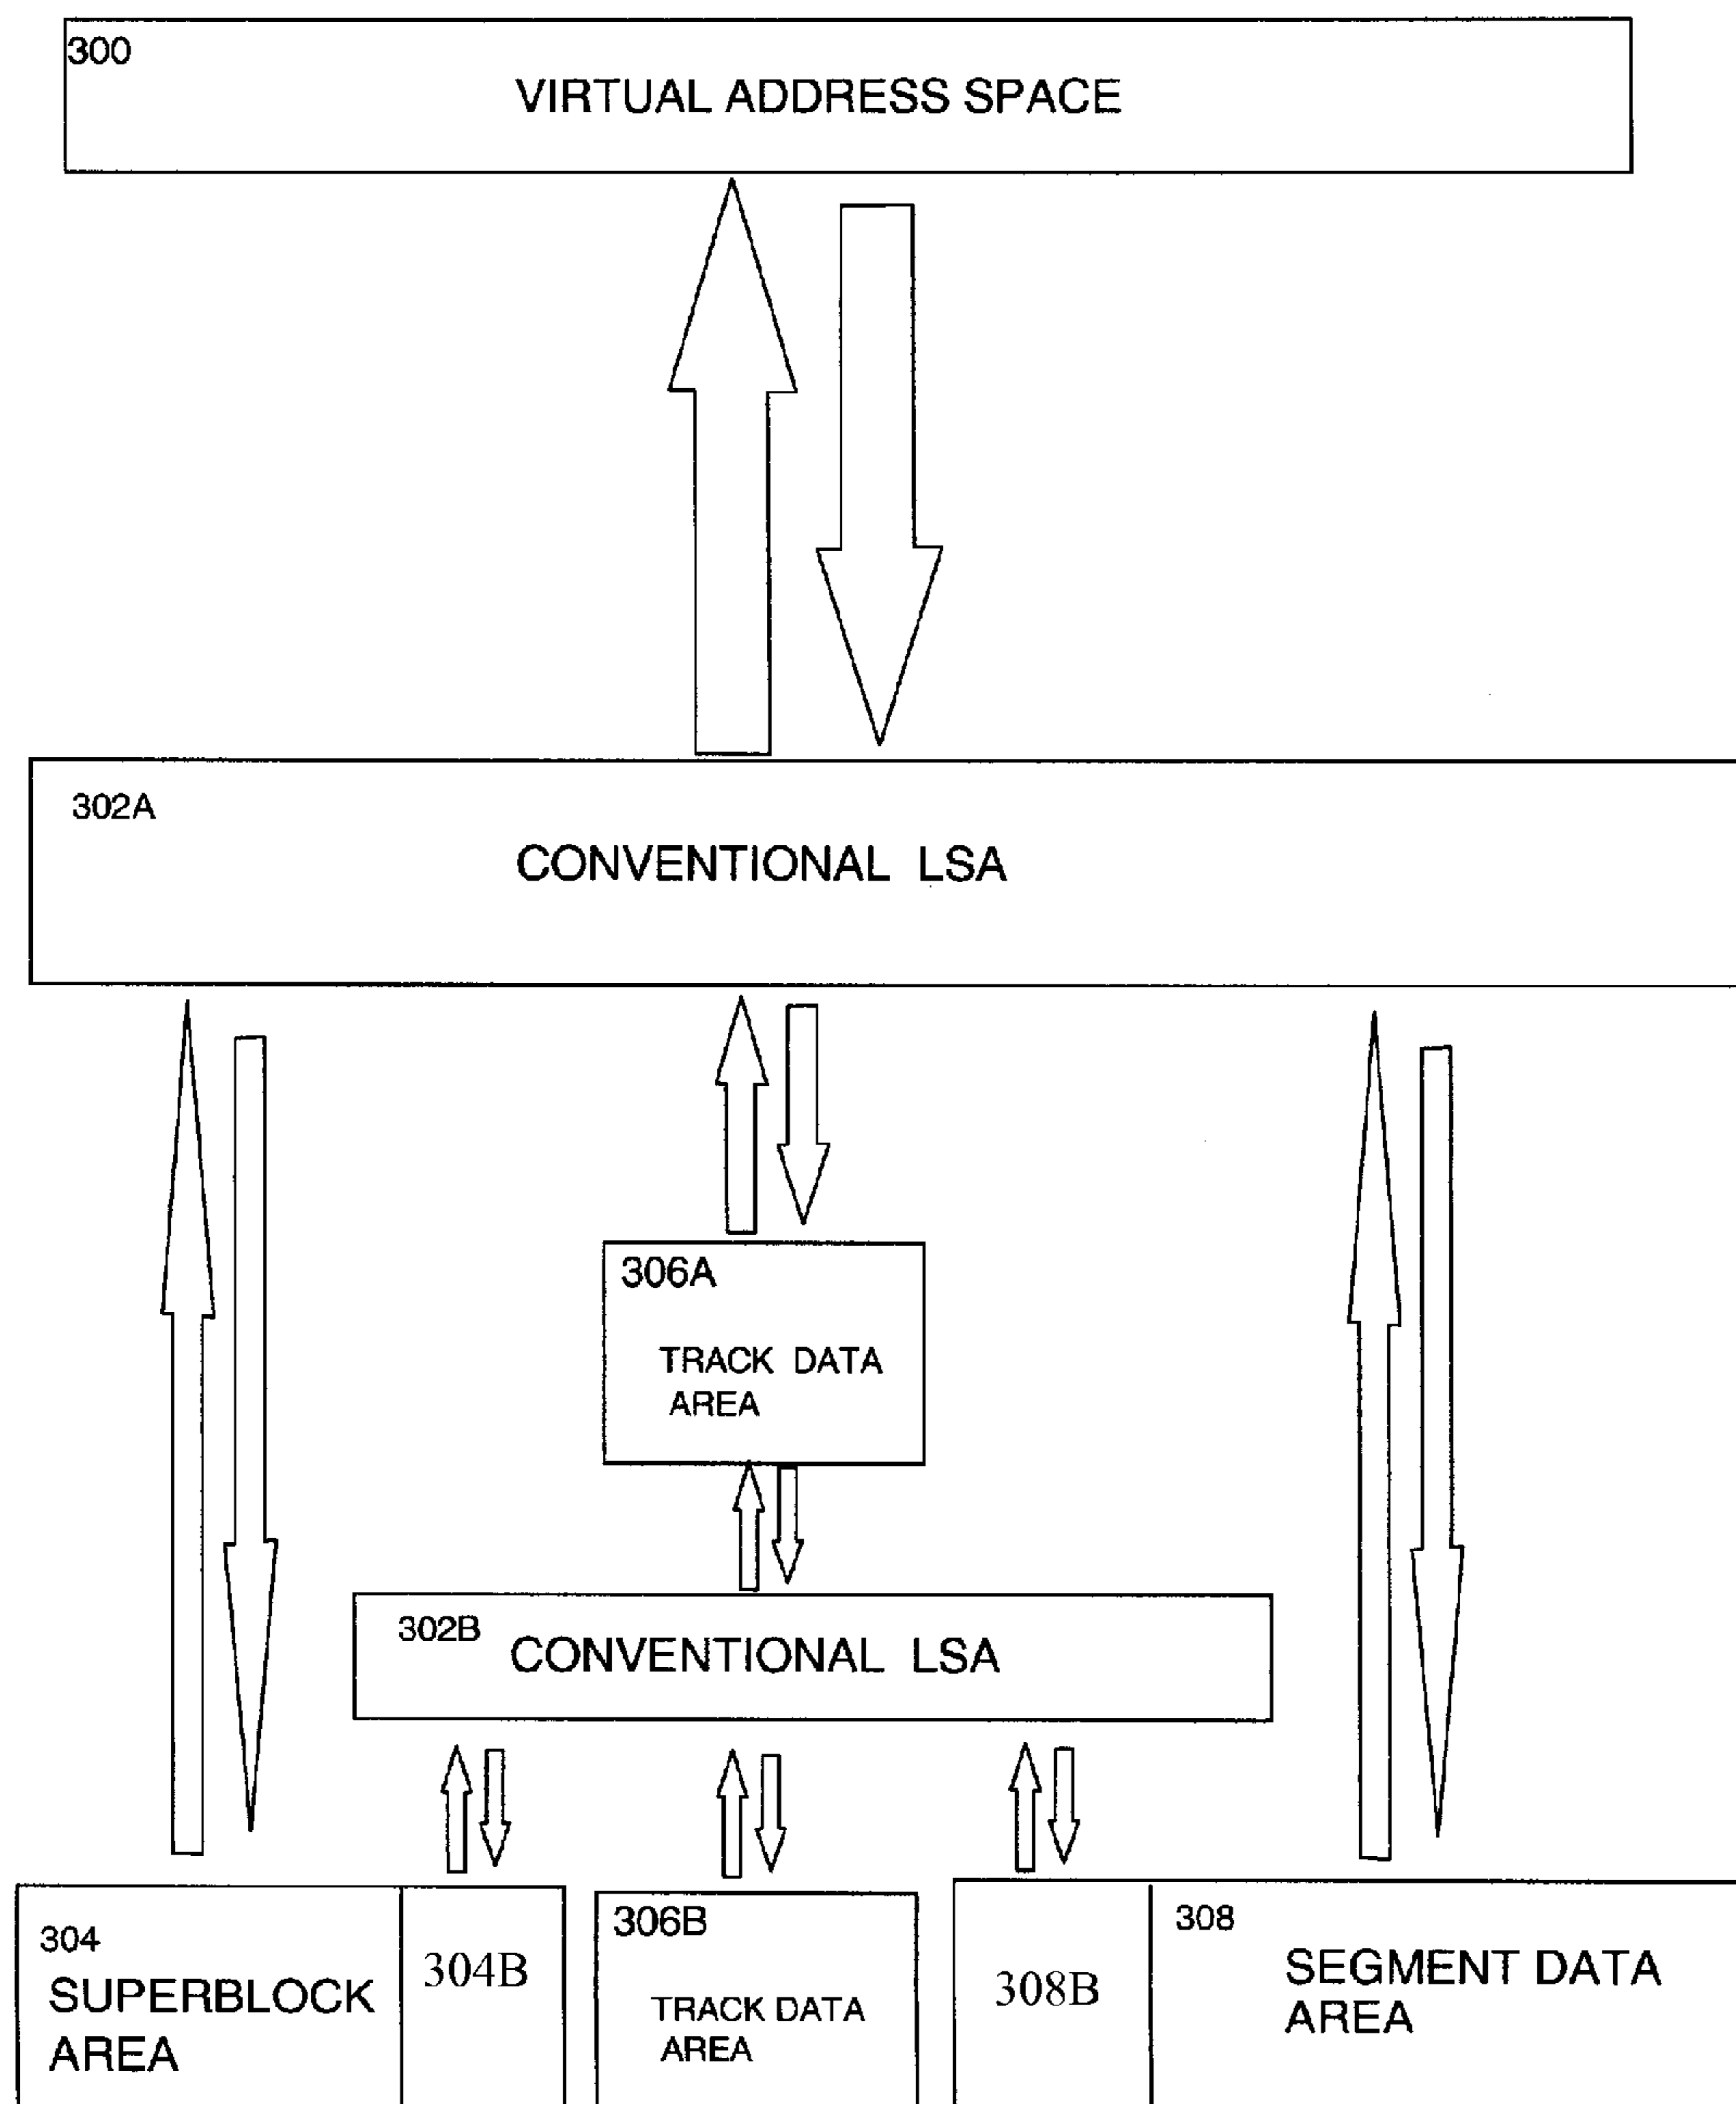 300
VIRTUAL ADDRESS SPACE
302A
CONVENTIONAL LSA
306A
TRACK DATA
AREA
302B
CONVENTIONAL LSA
304
SUPERBLOCK
AREA
304B
306B
TRACK DATA
AREA
308B
308
SEGMENT DATA
AREA